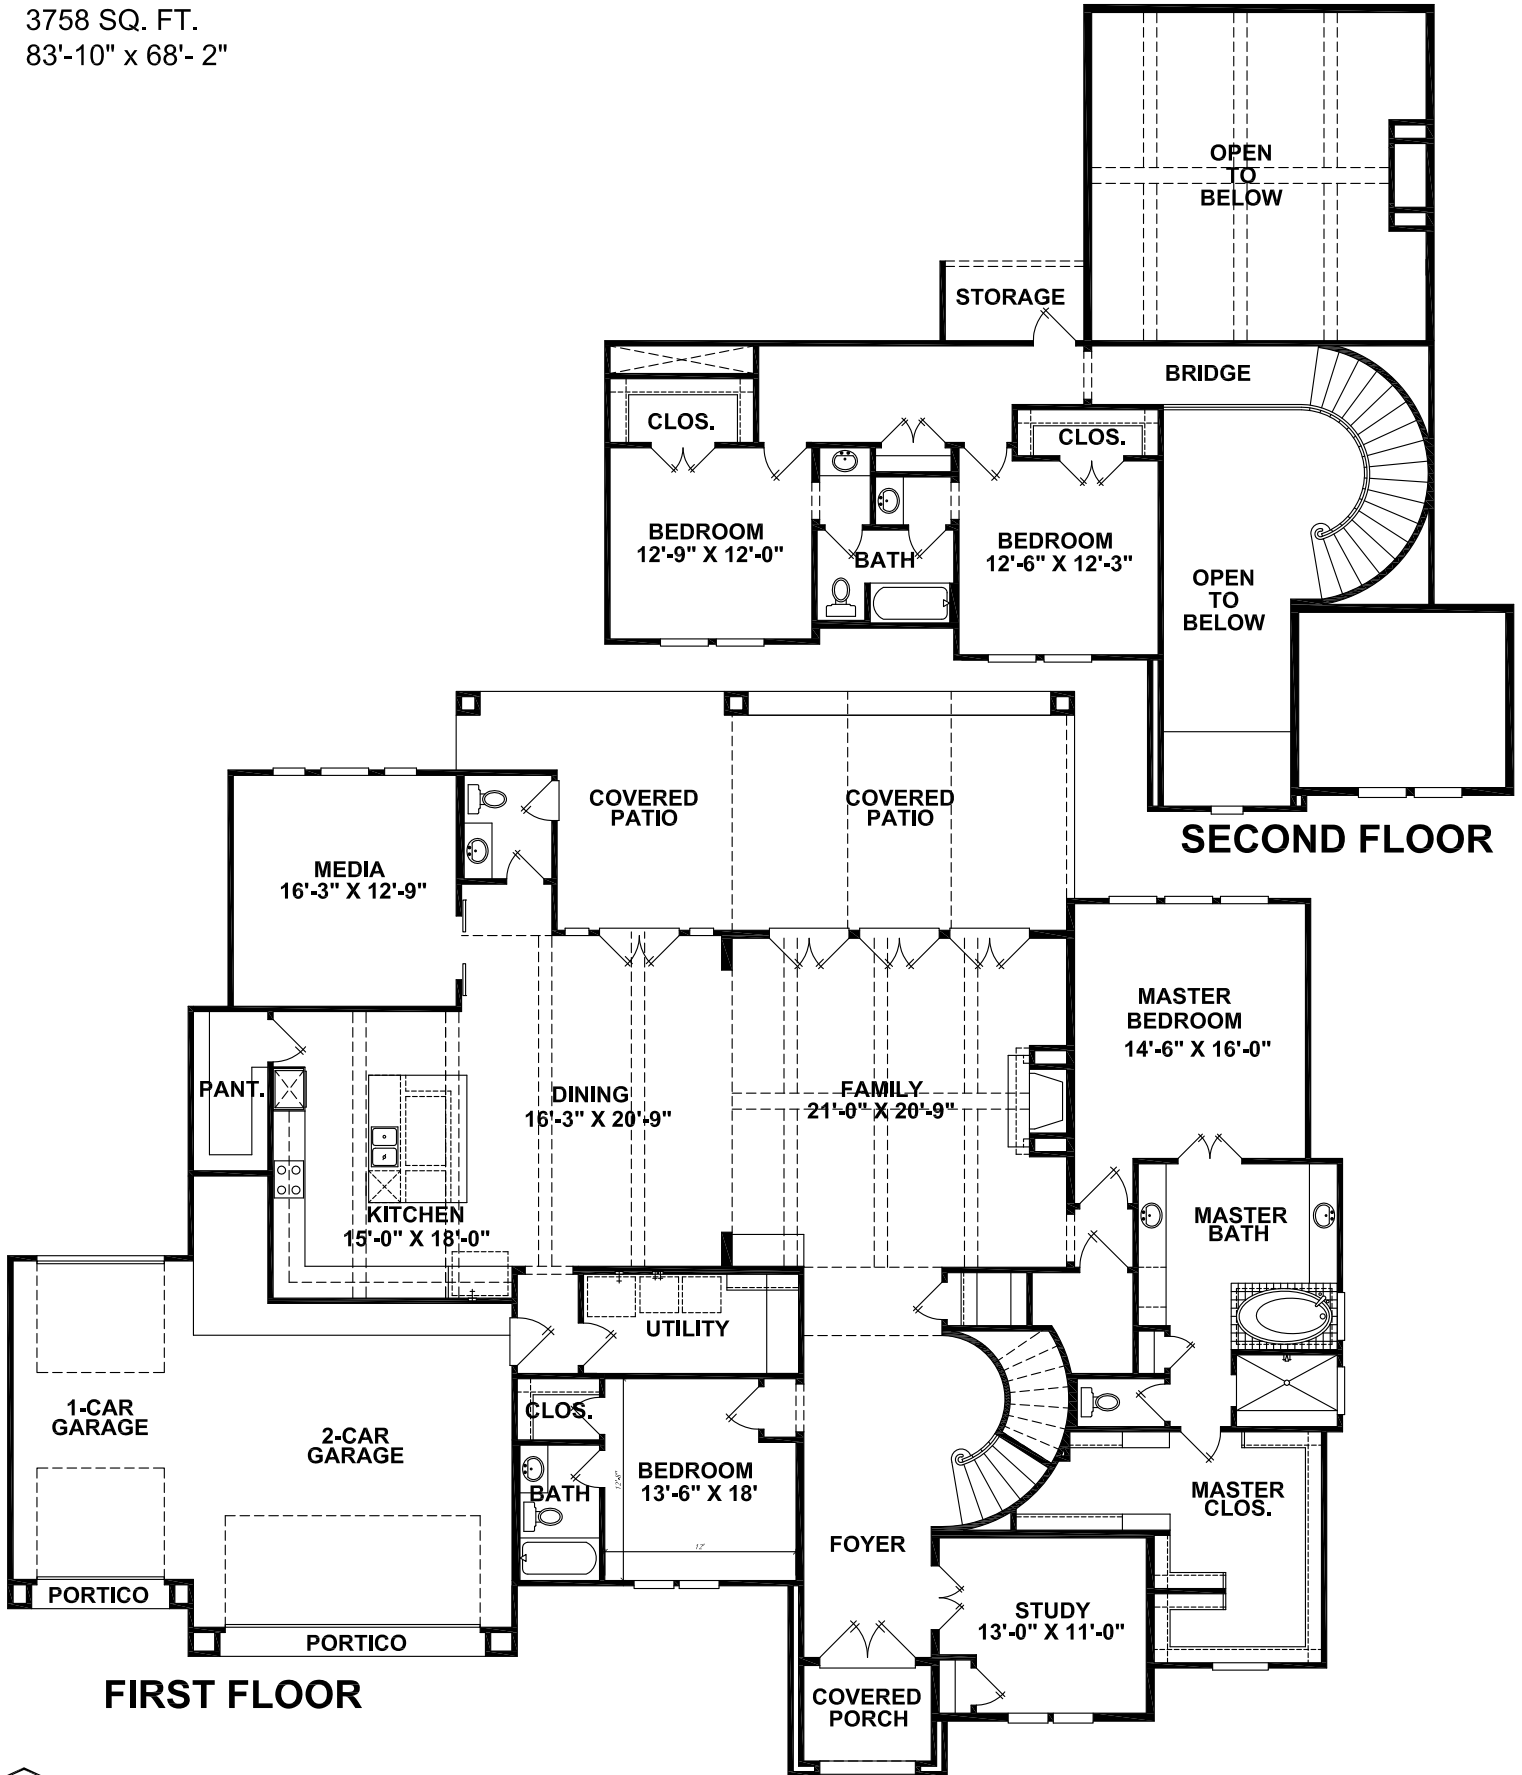 3758 SQ. FT.
83'-10" x 68'- 2"
OPEN
TO
BELOW
STORAGE
BRIDGE
CLOS.
CLOS.
BEDROOM
12'-9" X 12'-0"
BATH
BEDROOM
12'-6" X 12'-3"
OPEN
TO
BELOW
SECOND FLOOR
COVERED
PATIO
COVERED
PATIO
MEDIA
16'-3" X 12'-9"
MASTER
BEDROOM
14'-6" X 16'-0"
PANT.
DINING
16'-3" X 20'-9"
FAMILY
21'-0" X 20'-9"
KITCHEN
15'-0" X 18'-0"
MASTER
BATH
UTILITY
1-CAR
GARAGE
2-CAR
GARAGE
CLOS.
BATH
BEDROOM
13'-6" X 18'
12'
MASTER
CLOS.
FOYER
PORTICO
PORTICO
STUDY
13'-0" X 11'-0"
COVERED
PORCH
FIRST FLOOR